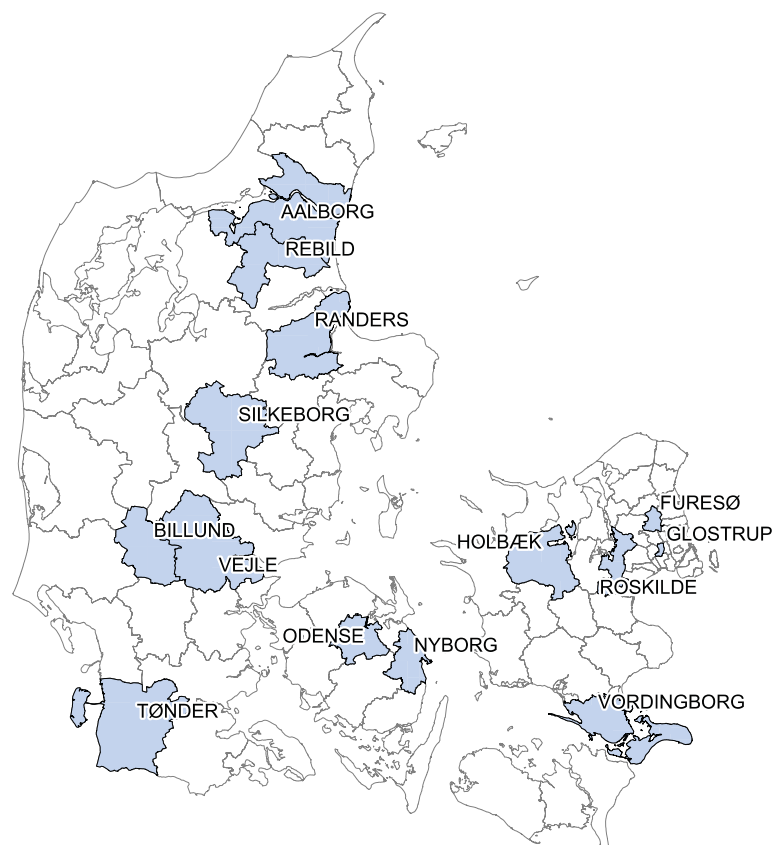 AALBORG
REBILD
RANDERS
SILKEBORG
FURESØ
BILLUND
GLOSTRUP
HOLBÆK
VEJLE
ROSKILDE
ODENSE
NYBORG
VORDINGBORG
TØNDER